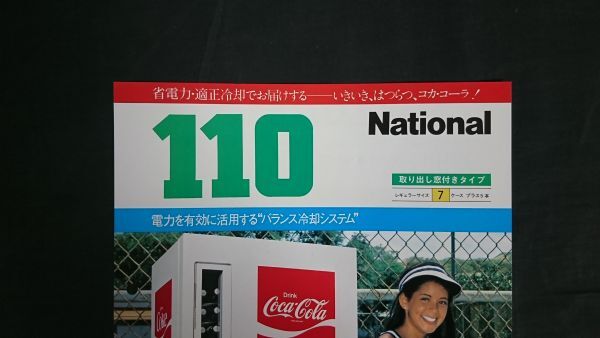 省電力・適正冷却でお届けする――いきいき、はつらつ、コカ・コーラ！
110
National
取り出し窓付きタイプ
レギュラーサイズ 7 ケース プラス5本
電力を有効に活用する“バランス冷却システム”
Drink
Coca-Cola
Coke